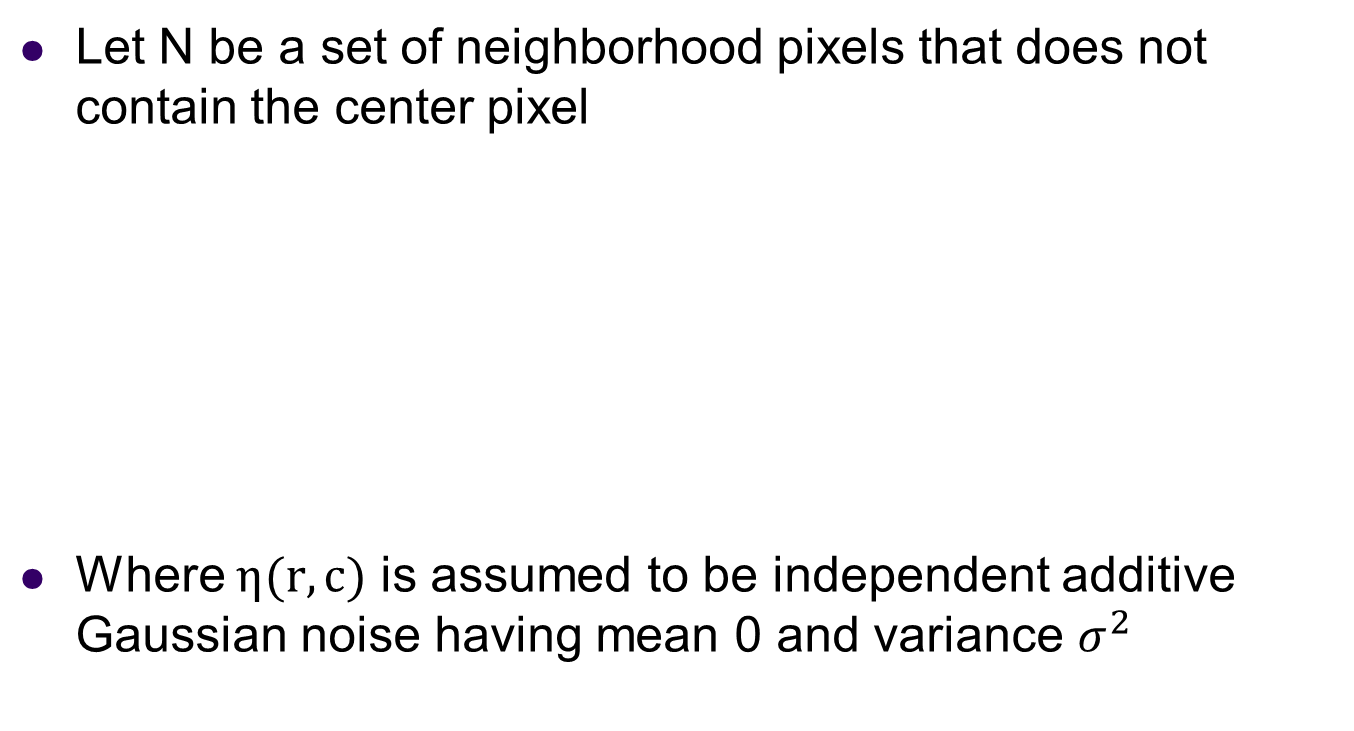 • Let N be a set of neighborhood pixels that does not
contain the center pixel
• Where η(r, c) is assumed to be independent additive
Gaussian noise having mean 0 and variance σ²